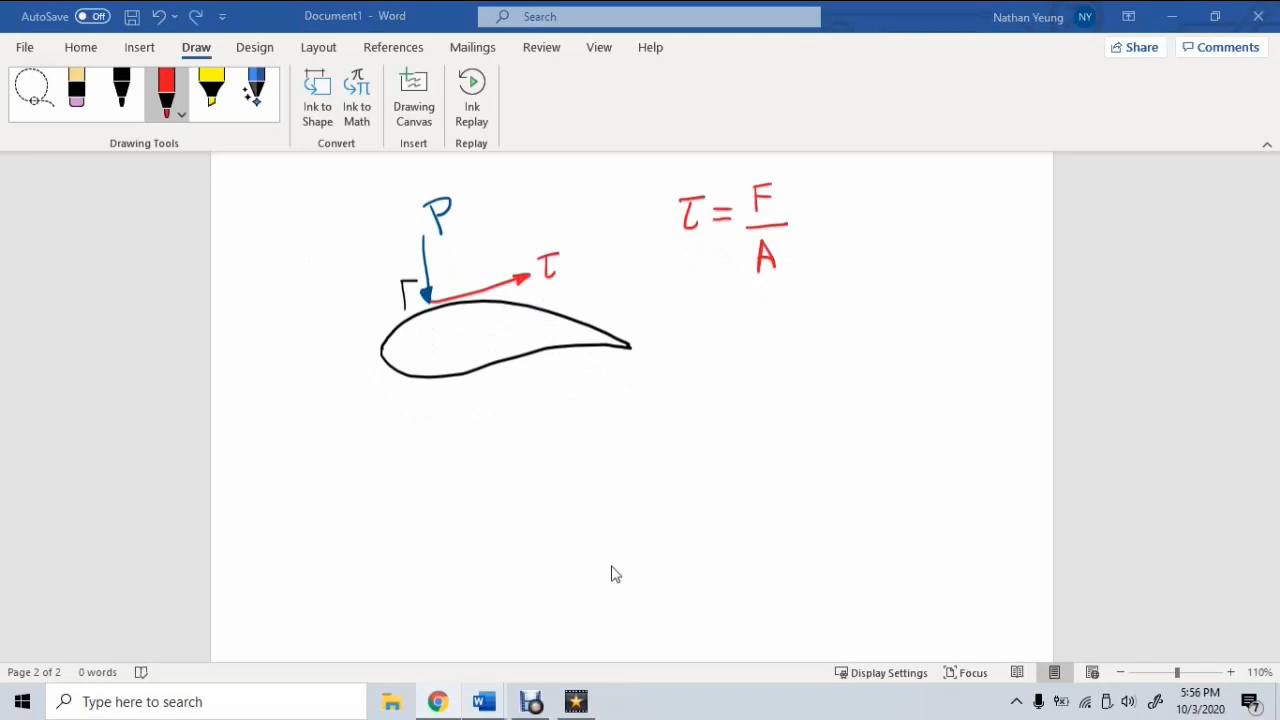 AutoSave Off Document1 - Word Search Nathan Yeung NY
File Home Insert Draw Design Layout References Mailings Review View Help Share Comments
Ink to Shape
Ink to Math
Drawing Canvas
Ink Replay
Drawing Tools Convert Insert Replay
P
τ = F
A
τ
Page 2 of 2 0 words Display Settings Focus 110%
Type here to search 5:56 PM
10/3/2020 7